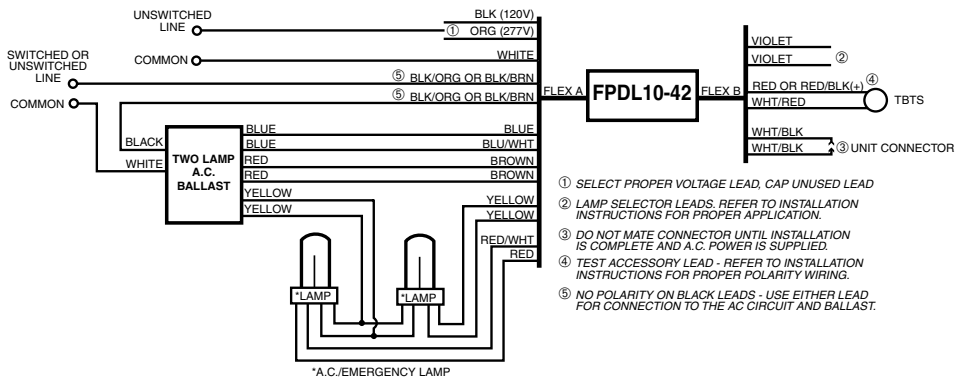 UNSWITCHED
LINE
BLK (120V)
① ORG (277V)
COMMON
WHITE
SWITCHED OR
UNSWITCHED
LINE
⑤ BLK/ORG OR BLK/BRN
COMMON
⑤ BLK/ORG OR BLK/BRN
FLEX A
FPDL10-42
FLEX B
VIOLET
VIOLET
②
RED OR RED/BLK(+)
④
WHT/RED
TBTS
WHT/BLK
WHT/BLK
③ UNIT CONNECTOR
BLACK
WHITE
TWO LAMP
A.C.
BALLAST
BLUE
BLUE
RED
RED
YELLOW
YELLOW
BLUE
BLU/WHT
BROWN
BROWN
YELLOW
YELLOW
RED/WHT
RED
*LAMP
*LAMP
*A.C./EMERGENCY LAMP
① SELECT PROPER VOLTAGE LEAD, CAP UNUSED LEAD
② LAMP SELECTOR LEADS. REFER TO INSTALLATION
INSTRUCTIONS FOR PROPER APPLICATION.
③ DO NOT MATE CONNECTOR UNTIL INSTALLATION
IS COMPLETE AND A.C. POWER IS SUPPLIED.
④ TEST ACCESSORY LEAD - REFER TO INSTALLATION
INSTRUCTIONS FOR PROPER POLARITY WIRING.
⑤ NO POLARITY ON BLACK LEADS - USE EITHER LEAD
FOR CONNECTION TO THE AC CIRCUIT AND BALLAST.